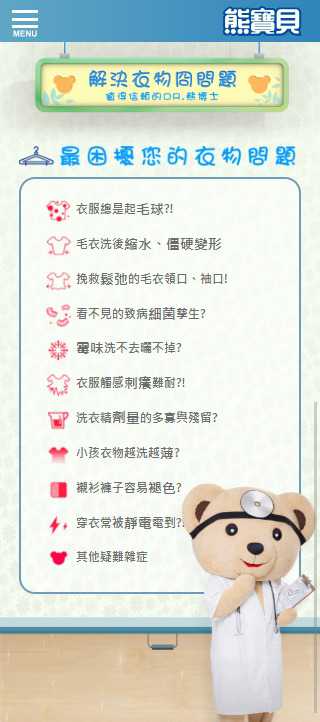 MENU
熊寶貝
解決衣物冏問題
值得信賴的DR.熊博士
最困擾您的衣物問題
衣服總是起毛球?!
毛衣洗後縮水、僵硬變形
挽救鬆弛的毛衣領口、袖口!
看不見的致病細菌孳生?
霉味洗不去曬不掉?
衣服觸感刺癢難耐?!
洗衣精劑量的多寡與殘留?
小孩衣物越洗越薄?
襯衫褲子容易褪色?
穿衣常被靜電電到?!
其他疑難雜症